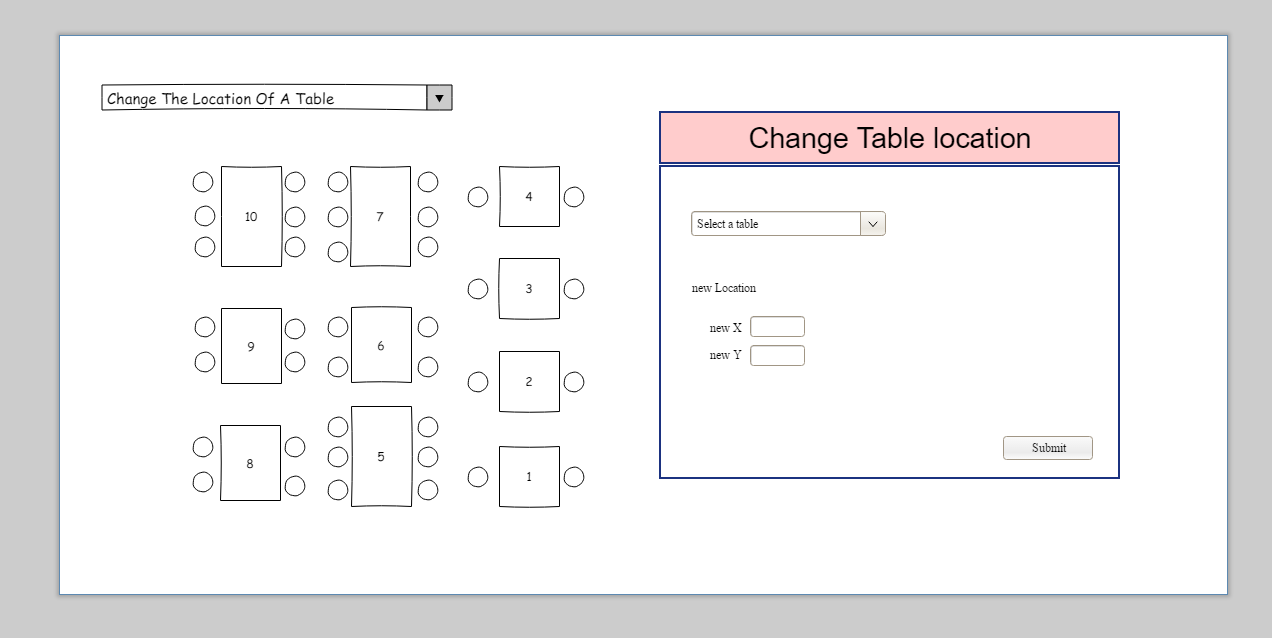 Change The Location Of A Table ▼
Change Table location
10
7
4
Select a table
3
new Location
new X
9
6
new Y
2
8
5
1
Submit